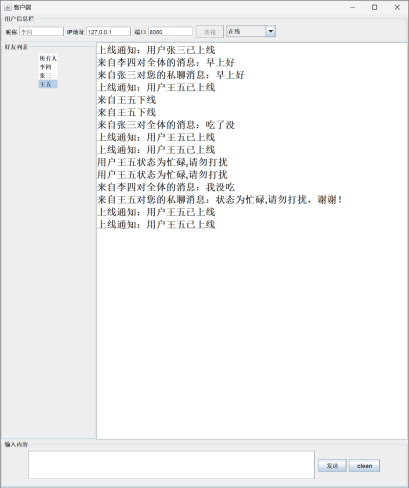 客户端
用户信息栏
昵称 李四 IP地址 127.0.0.1 端口 8080 连接 在线
好友列表
所有人
李四
张三
王五
上线通知：用户张三已上线
来自李四对全体的消息：早上好
来自张三对您的私聊消息：早上好
上线通知：用户王五已上线
来自王五下线
来自王五下线
来自张三对全体的消息：吃了没
上线通知：用户王五已上线
上线通知：用户王五已上线
用户王五状态为忙碌,请勿打扰
用户王五状态为忙碌,请勿打扰
来自李四对全体的消息：我没吃
来自王五对您的私聊消息：状态为忙碌,请勿打扰，谢谢！
上线通知：用户王五已上线
上线通知：用户王五已上线
输入内容
发送 clean